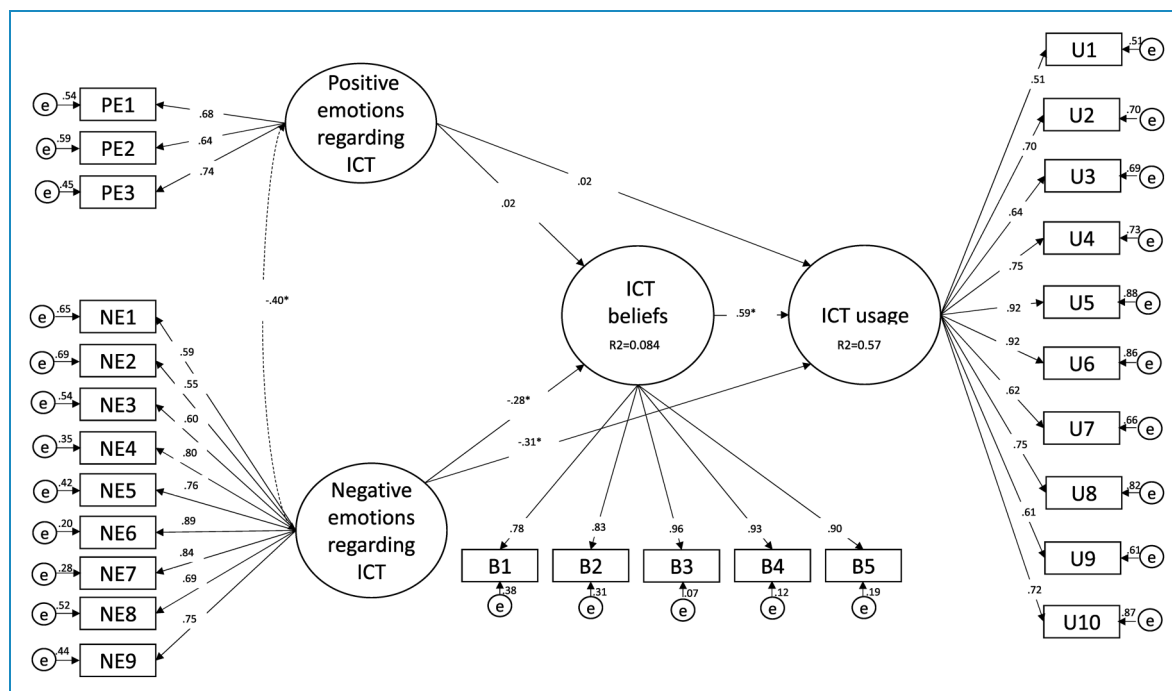 Positive
emotions
regarding
ICT
.54
e
PE1
.68
.59
e
PE2
.64
.45
e
PE3
.74
.02
.02
-.40*
.65
e
NE1
.59
.69
e
NE2
.55
.54
e
NE3
.60
.35
e
NE4
.80
.42
e
NE5
.76
.20
e
NE6
.89
.28
e
NE7
.84
.52
e
NE8
.69
.44
e
NE9
.75
Negative
emotions
regarding
ICT
-.28*
-.31*
ICT
beliefs
R2=0.084
.59*
ICT usage
R2=0.57
.78
.83
.96
.93
.90
B1
B2
B3
B4
B5
.38
.31
.07
.12
.19
e
e
e
e
e
.51
U1
.51
e
.70
U2
.70
e
.64
U3
.69
e
.75
U4
.73
e
.92
U5
.88
e
.92
U6
.86
e
.62
U7
.66
e
.75
U8
.82
e
.61
U9
.61
e
.72
U10
.87
e